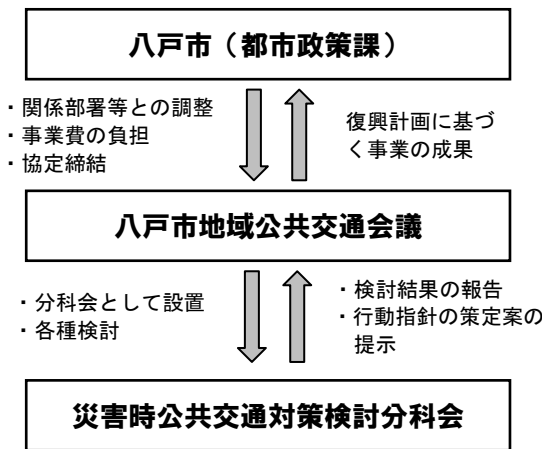 八戸市（都市政策課）
・関係部署等との調整
・事業費の負担
・協定締結
復興計画に基づ
く事業の成果
八戸市地域公共交通会議
・分科会として設置
・各種検討
・検討結果の報告
・行動指針の策定案の
提示
災害時公共交通対策検討分科会